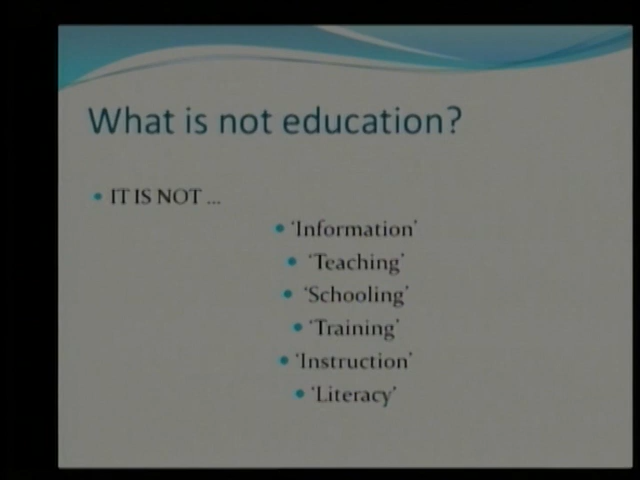 What is not education?
• IT IS NOT ...
• 'Information'
• 'Teaching'
• 'Schooling'
• 'Training'
• 'Instruction'
• 'Literacy'